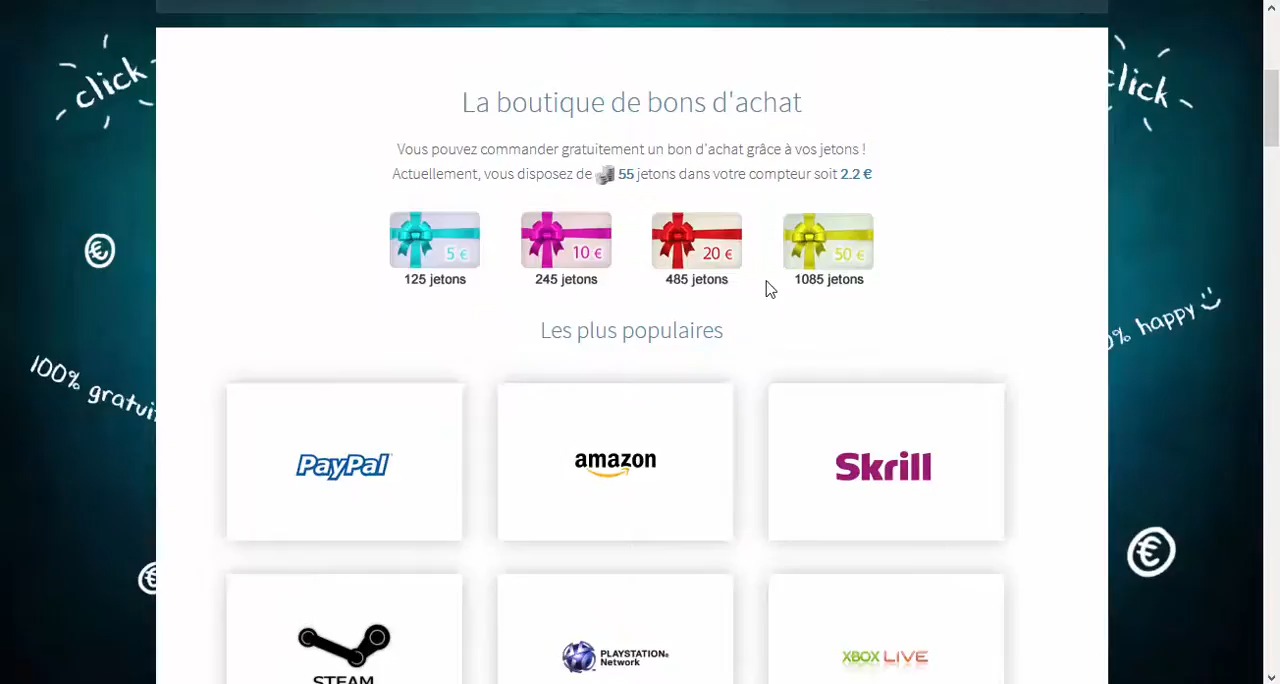 click
click
La boutique de bons d'achat
Vous pouvez commander gratuitement un bon d'achat grâce à vos jetons !
Actuellement, vous disposez de 55 jetons dans votre compteur soit 2.2 €
5 €
10 €
20 €
50 €
125 jetons
245 jetons
485 jetons
1085 jetons
€
% happy
Les plus populaires
100% gratui
PayPal
amazon
Skrill
€
€
STEAM
PLAYSTATION®
Network
XBOX LIVE